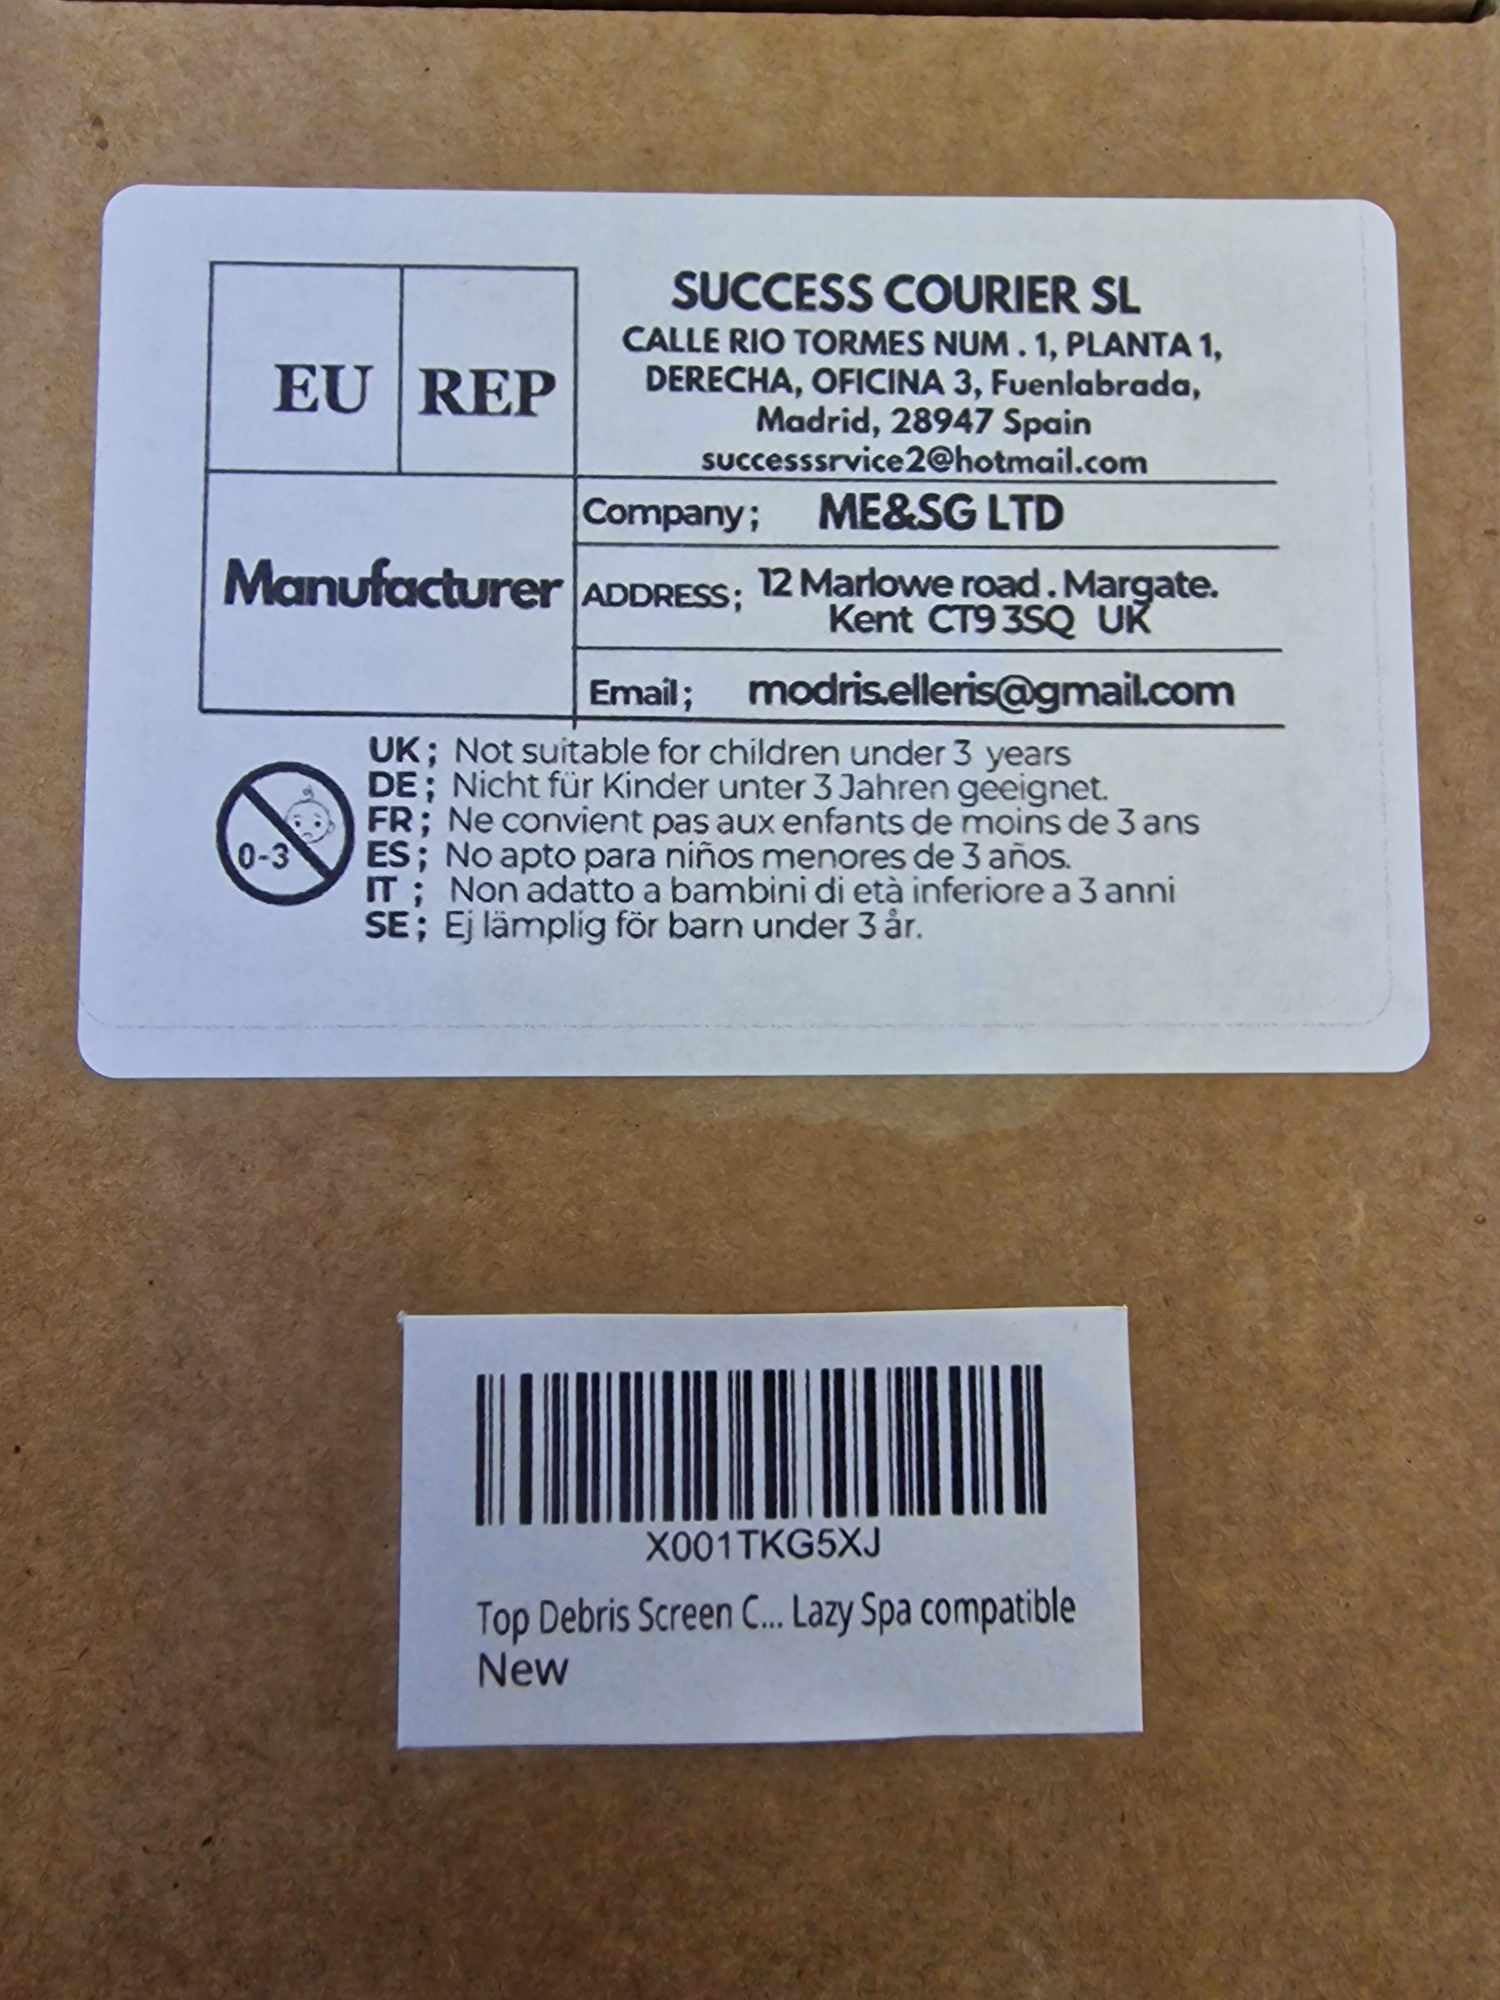 EU REP
SUCCESS COURIER SL
CALLE RIO TORMES NUM . 1, PLANTA 1,
DERECHA, OFICINA 3, Fuenlabrada,
Madrid, 28947 Spain
successsrvice2@hotmail.com
Manufacturer
Company; ME&SG LTD
ADDRESS; 12 Marlowe road . Margate.
Kent CT9 3SQ UK
Email; modris.elleris@gmail.com
0-3
UK; Not suitable for children under 3 years
DE; Nicht für Kinder unter 3 Jahren geeignet.
FR; Ne convient pas aux enfants de moins de 3 ans
ES; No apto para niños menores de 3 años.
IT; Non adatto a bambini di età inferiore a 3 anni
SE; Ej lämplig för barn under 3 år.
X001TKG5XJ
Top Debris Screen C... Lazy Spa compatible
New